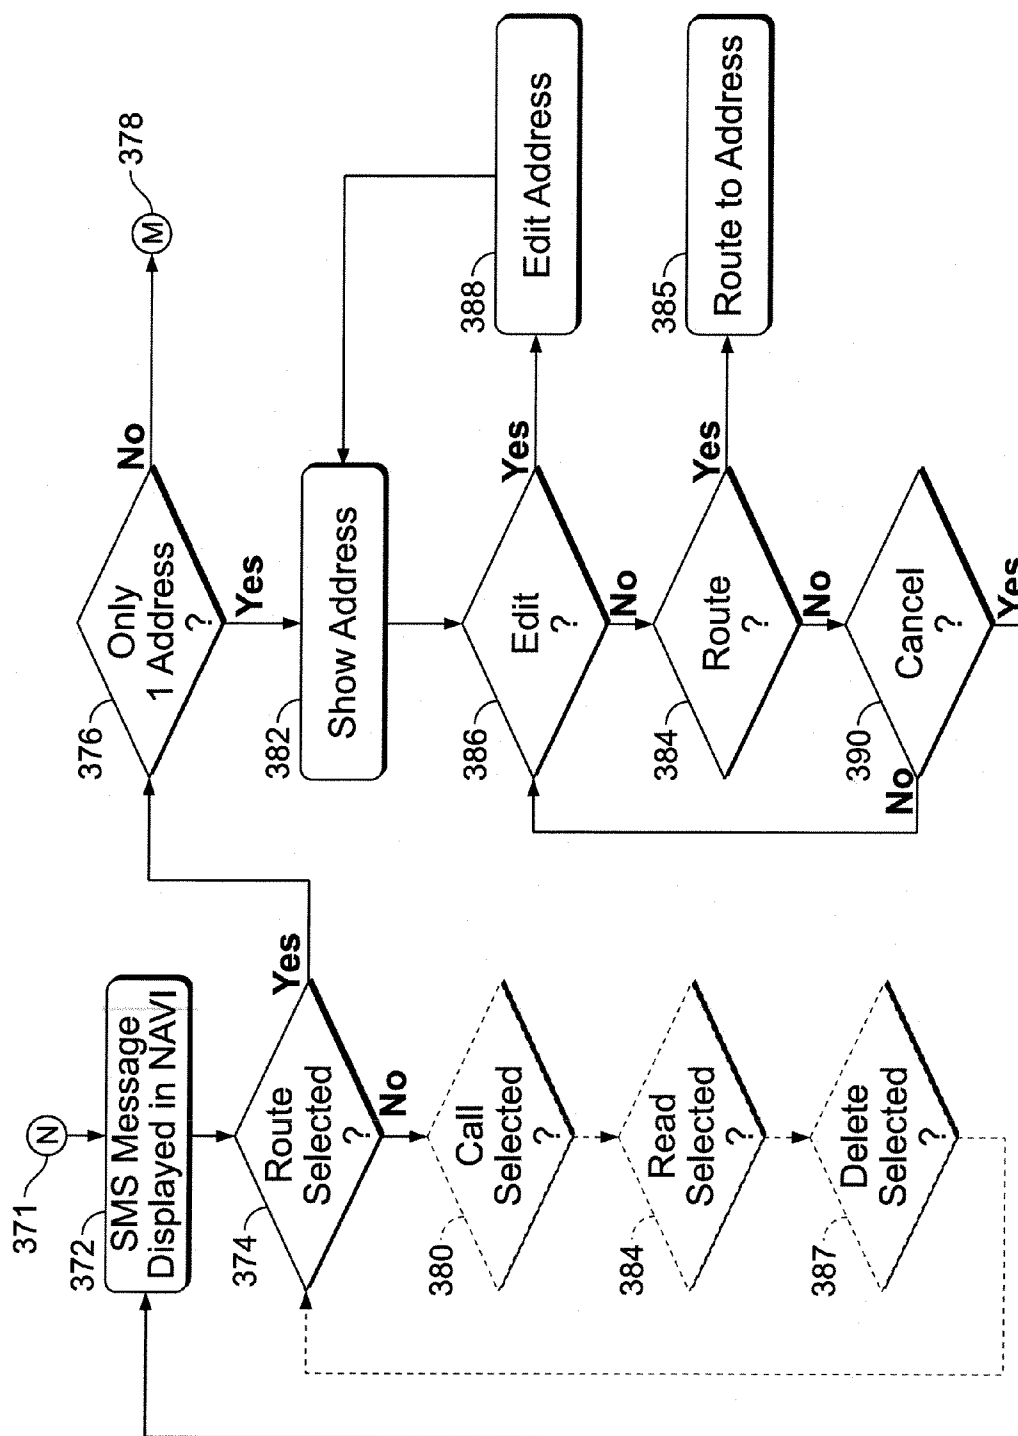 371
N
372
SMS Message
Displayed in NAVI
374
Route
Selected
?
Yes
No
380
Call
Selected
?
384
Read
Selected
?
387
Delete
Selected
?
376
Only
1 Address
?
No
M
378
Yes
382
Show Address
386
Edit
?
Yes
388
Edit Address
No
384
Route
?
Yes
385
Route to Address
No
390
Cancel
?
No
Yes